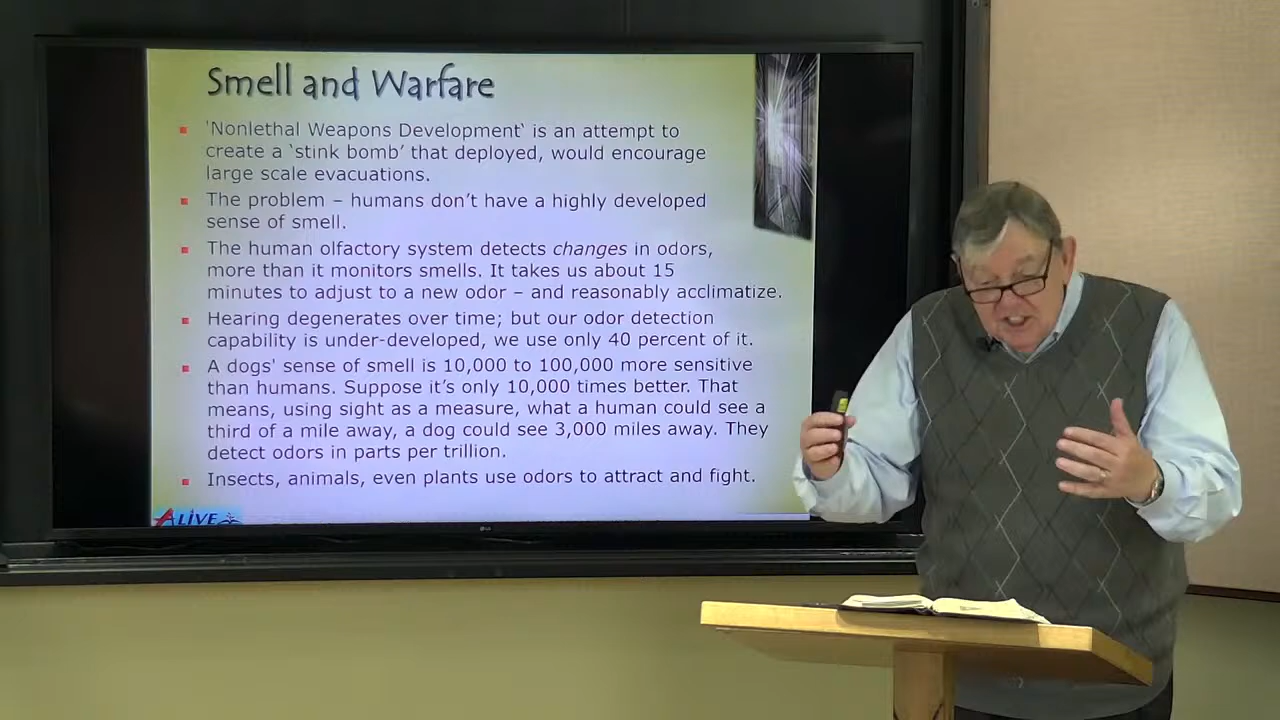 Smell and Warfare
'Nonlethal Weapons Development‛ is an attempt to
create a ‛stink bomb’ that deployed, would encourage
large scale evacuations.
The problem – humans don’t have a highly developed
sense of smell.
The human olfactory system detects changes in odors,
more than it monitors smells. It takes us about 15
minutes to adjust to a new odor – and reasonably acclimatize.
Hearing degenerates over time; but our odor detection
capability is under-developed, we use only 40 percent of it.
A dogs' sense of smell is 10,000 to 100,000 more sensitive
than humans. Suppose it’s only 10,000 times better. That
means, using sight as a measure, what a human could see a
third of a mile away, a dog could see 3,000 miles away. They
detect odors in parts per trillion.
Insects, animals, even plants use odors to attract and fight.
ALIVE
LG